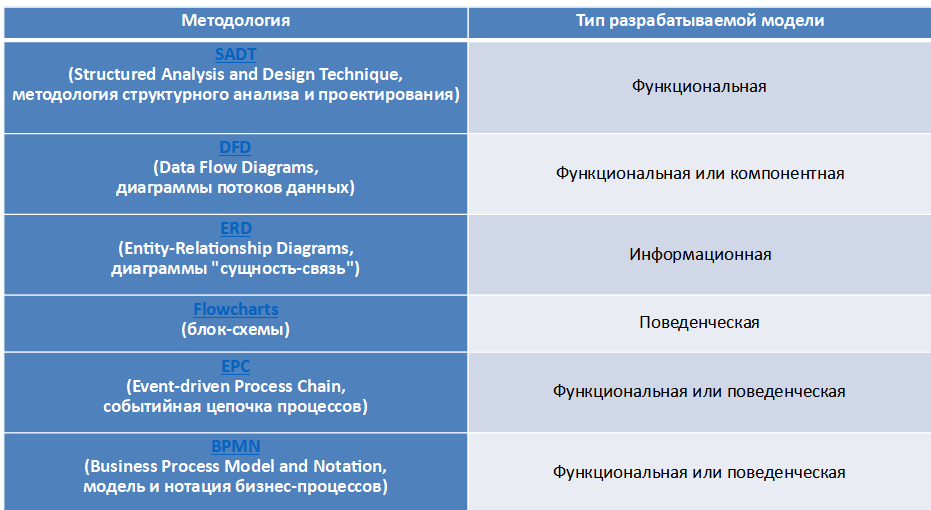 Методология
Тип разрабатываемой модели
SADT
(Structured Analysis and Design Technique,
методология структурного анализа и проектирования)
Функциональная
DFD
(Data Flow Diagrams,
диаграммы потоков данных)
Функциональная или компонентная
ERD
(Entity-Relationship Diagrams,
диаграммы "сущность-связь")
Информационная
Flowcharts
(блок-схемы)
Поведенческая
EPC
(Event-driven Process Chain,
событийная цепочка процессов)
Функциональная или поведенческая
BPMN
(Business Process Model and Notation,
модель и нотация бизнес-процессов)
Функциональная или поведенческая